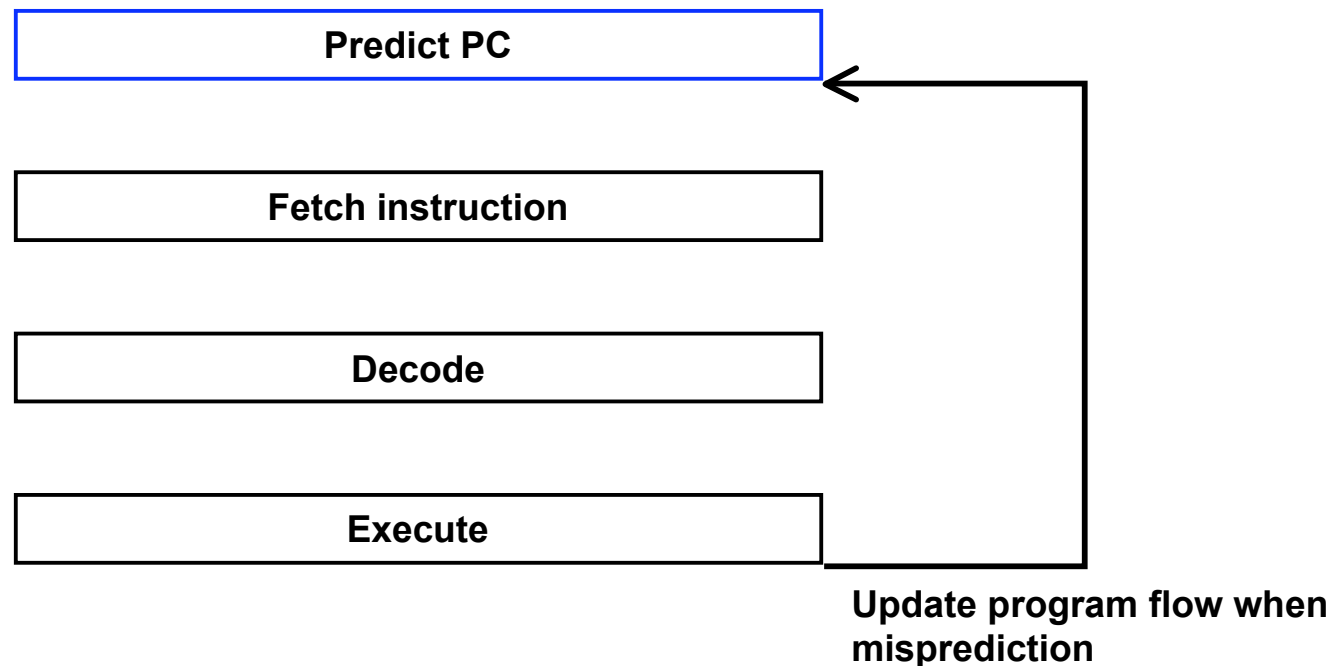 Predict PC
Fetch instruction
Decode
Execute
Update program flow when
misprediction